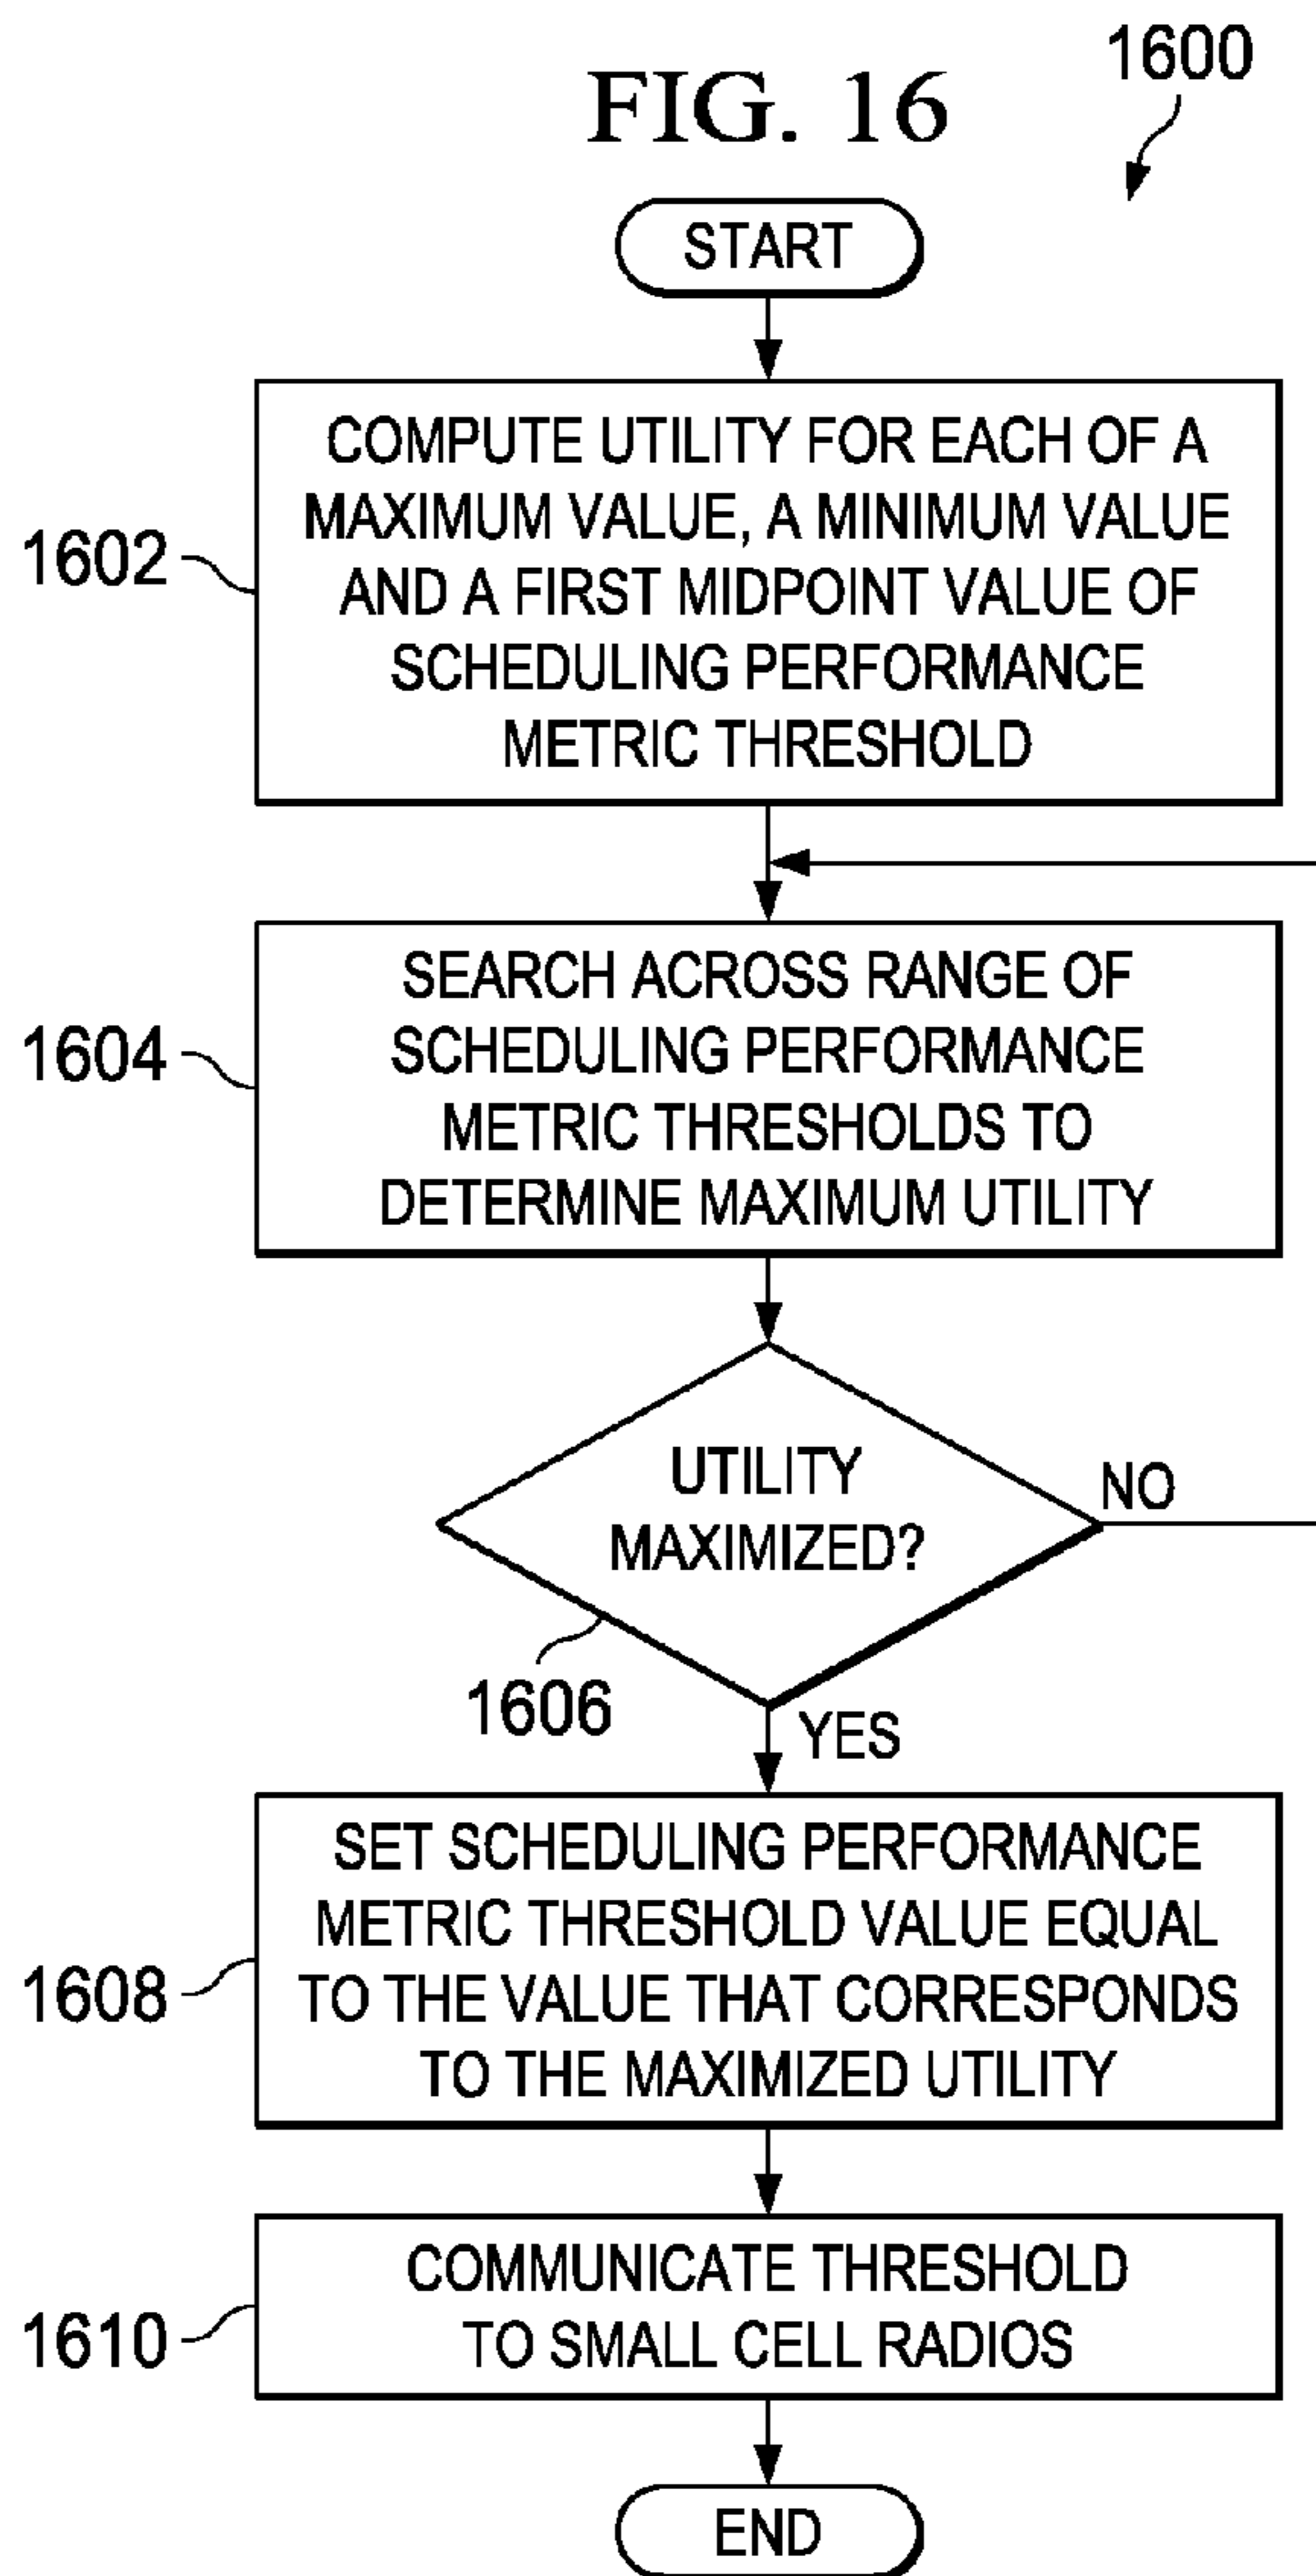 1600
FIG. 16
START
COMPUTE UTILITY FOR EACH OF A
MAXIMUM VALUE, A MINIMUM VALUE
AND A FIRST MIDPOINT VALUE OF
SCHEDULING PERFORMANCE
METRIC THRESHOLD
1602
SEARCH ACROSS RANGE OF
SCHEDULING PERFORMANCE
METRIC THRESHOLDS TO
DETERMINE MAXIMUM UTILITY
1604
UTILITY
MAXIMIZED?
NO
1606
YES
SET SCHEDULING PERFORMANCE
METRIC THRESHOLD VALUE EQUAL
TO THE VALUE THAT CORRESPONDS
TO THE MAXIMIZED UTILITY
1608
COMMUNICATE THRESHOLD
TO SMALL CELL RADIOS
1610
END